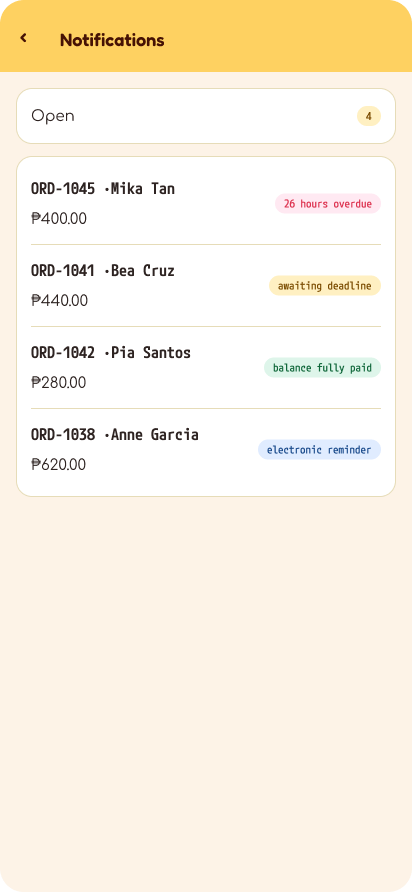 Notifications
Open
4
ORD-1045 ·Mika Tan
₱400.00
26 hours overdue
ORD-1041 ·Bea Cruz
₱440.00
awaiting deadline
ORD-1042 ·Pia Santos
₱280.00
balance fully paid
ORD-1038 ·Anne Garcia
₱620.00
electronic reminder